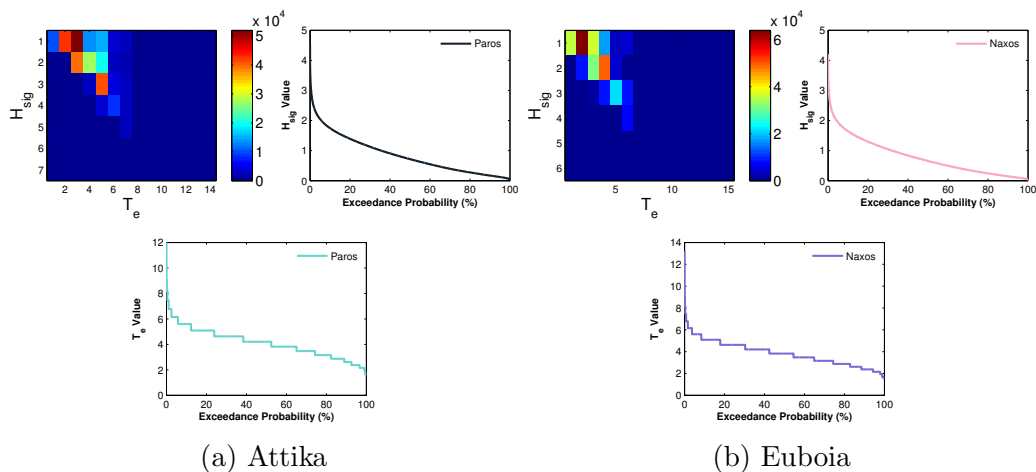 x 10⁴
5
4
3
2
1
0
H_sig
1
2
3
4
5
6
7
2 4 6 8 10 12 14
T_e
Paros
H_sig Value
5
4
3
2
1
0
0 20 40 60 80 100
Exceedance Probability (%)
x 10⁴
6
5
4
3
2
1
0
H_sig
1
2
3
4
5
6
5 10 15
T_e
Naxos
H_sig Value
5
4
3
2
1
0
0 20 40 60 80 100
Exceedance Probability (%)
Paros
T_e Value
12
10
8
6
4
2
0
0 20 40 60 80 100
Exceedance Probability (%)
Naxos
T_e Value
14
12
10
8
6
4
2
0
0 20 40 60 80 100
Exceedance Probability (%)
(a) Attika
(b) Euboia